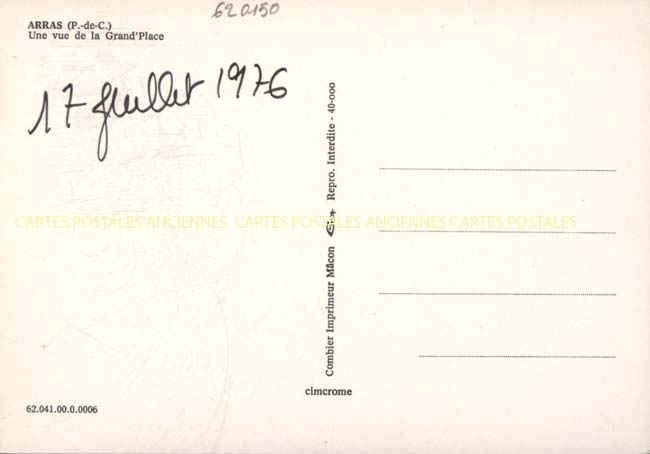 62 0150
ARRAS (P.-de-C.)
Une vue de la Grand'Place
17 Juillet 1976
Combier Imprimeur Mâcon Repro. Interdite - 40-000
CARTES POSTALES ANCIENNES CARTES POSTALES ANCIENNES CARTES POSTALES
cimcrome
62.041.00.0.0006